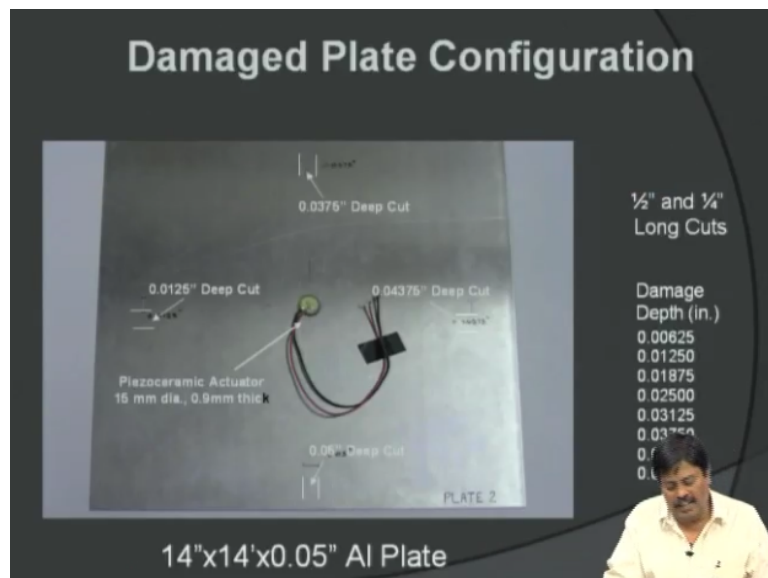 Damaged Plate Configuration
0.0375" Deep Cut
½" and ¼"
Long Cuts
0.0125" Deep Cut
0.04375" Deep Cut
Damage
Depth (in.)
0.00625
0.01250
0.01875
0.02500
0.03125
0.03750
Piezoceramic Actuator
15 mm dia., 0.9mm thick
0.05" Deep Cut
PLATE 2
14"x14'x0.05" Al Plate